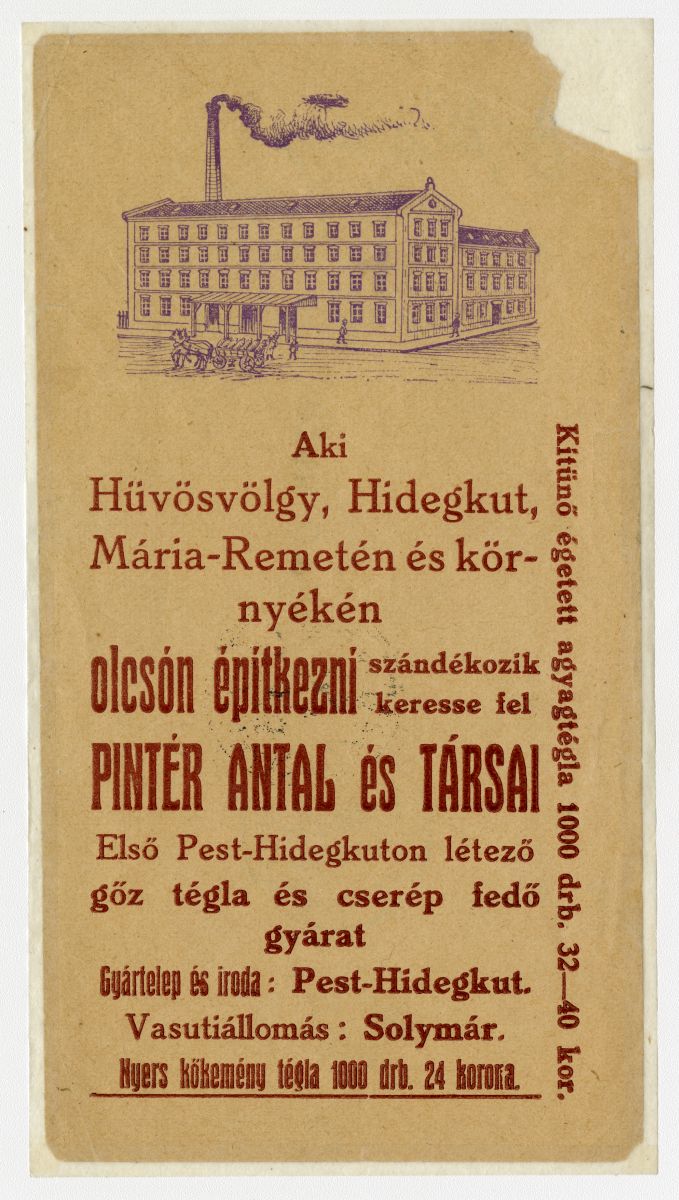 Aki
Hüvösvölgy, Hidegkut,
Mária-Remetén és kör-
nyékén
olcsón épitkezni szándékozik
keresse fel
PINTÉR ANTAL és TÁRSAI
Első Pest-Hidegkuton létező
gőz tégla és cserép fedő
gyárat
Gyártelep és iroda: Pest-Hidegkut.
Vasutiállomás: Solymár.
Nyers kőkemény tégla 1000 drb. 24 korona.
Kitünő égetett agyagtégla 1000 drb. 32—40 kor.